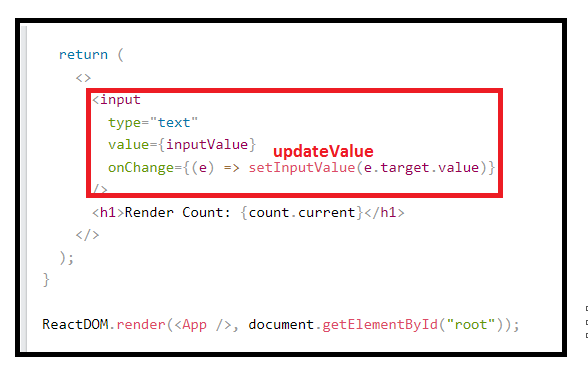 return (
<>
<input
type="text"
value={inputValue}
updateValue
onChange={(e) => setInputValue(e.target.value)}
/>
<h1>Render Count: {count.current}</h1>
</>
);
}
ReactDOM.render(<App />, document.getElementById("root"));